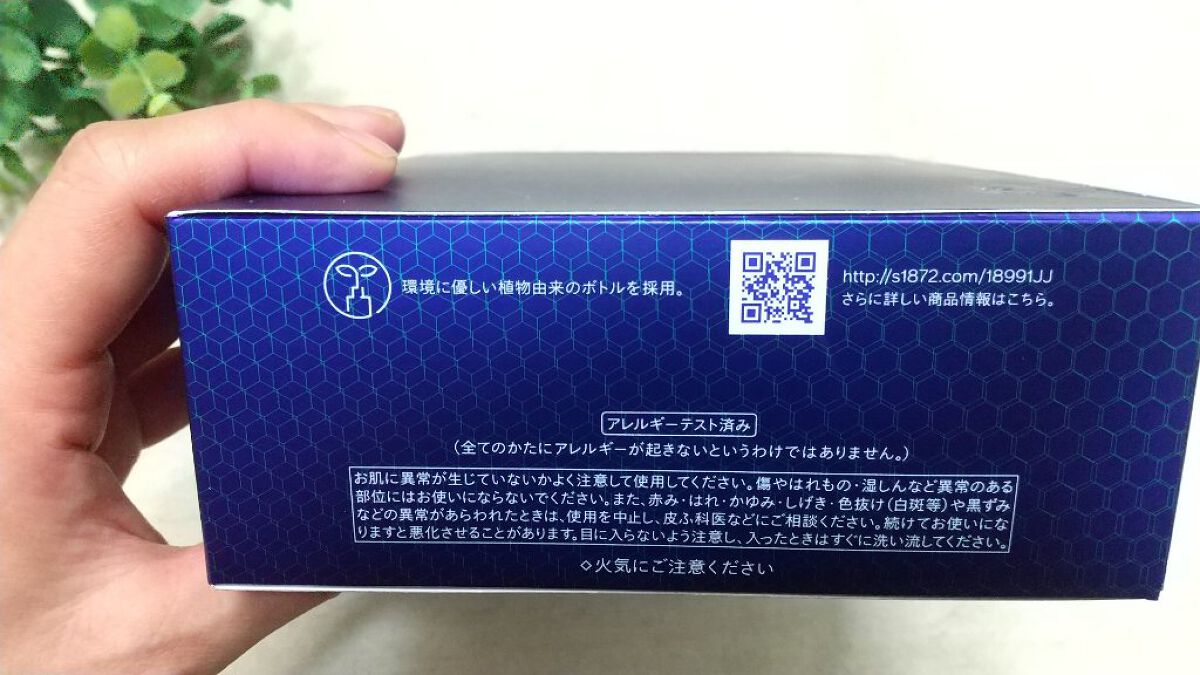 環境に優しい植物由来のボトルを採用。
http://s1872.com/18991JJ
さらに詳しい商品情報はこちら。
アレルギーテスト済み
(全てのかたにアレルギーが起きないというわけではありません。)
お肌に異常が生じていないかよく注意して使用してください。傷やはれもの・湿しんなど異常のある
部位にはお使いにならないでください。また、赤み・はれ・かゆみ・しげき・色抜け(白斑等)や黒ずみ
などの異常があらわれたときは、使用を中止し、皮ふ科医などにご相談ください。続けてお使いにな
りますと悪化させることがあります。目に入らないよう注意し、入ったときはすぐに洗い流してください。
◇火気にご注意ください